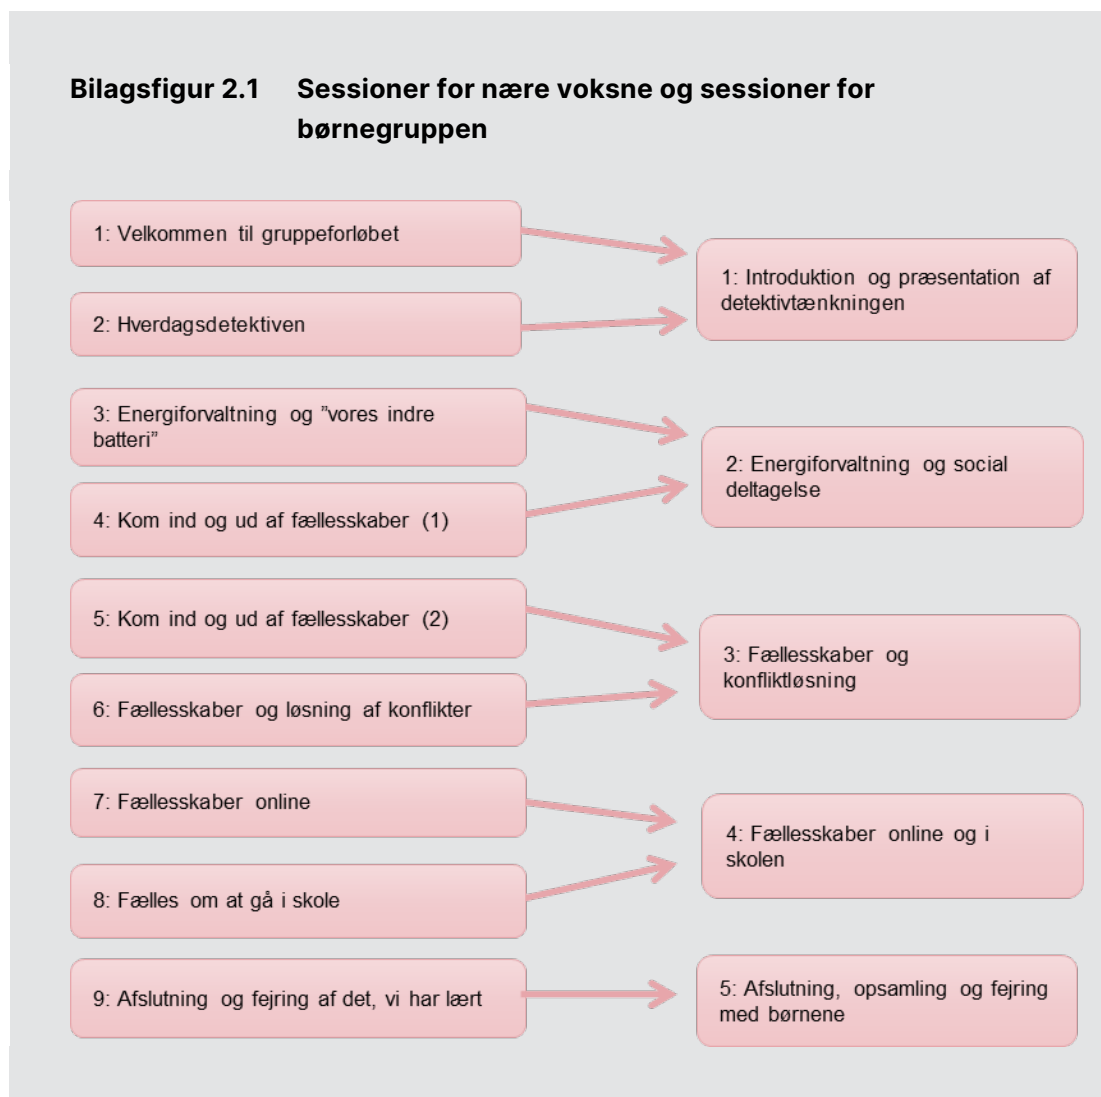 Bilagsfigur 2.1 Sessioner for nære voksne og sessioner for
børnegruppen
1: Velkommen til gruppeforløbet
2: Hverdagsdetektiven
3: Energiforvaltning og ”vores indre
batteri”
4: Kom ind og ud af fællesskaber (1)
5: Kom ind og ud af fællesskaber (2)
6: Fællesskaber og løsning af konflikter
7: Fællesskaber online
8: Fælles om at gå i skole
9: Afslutning og fejring af det, vi har lært
1: Introduktion og præsentation af
detektivtænkningen
2: Energiforvaltning og social
deltagelse
3: Fællesskaber og
konfliktløsning
4: Fællesskaber online og i
skolen
5: Afslutning, opsamling og fejring
med børnene